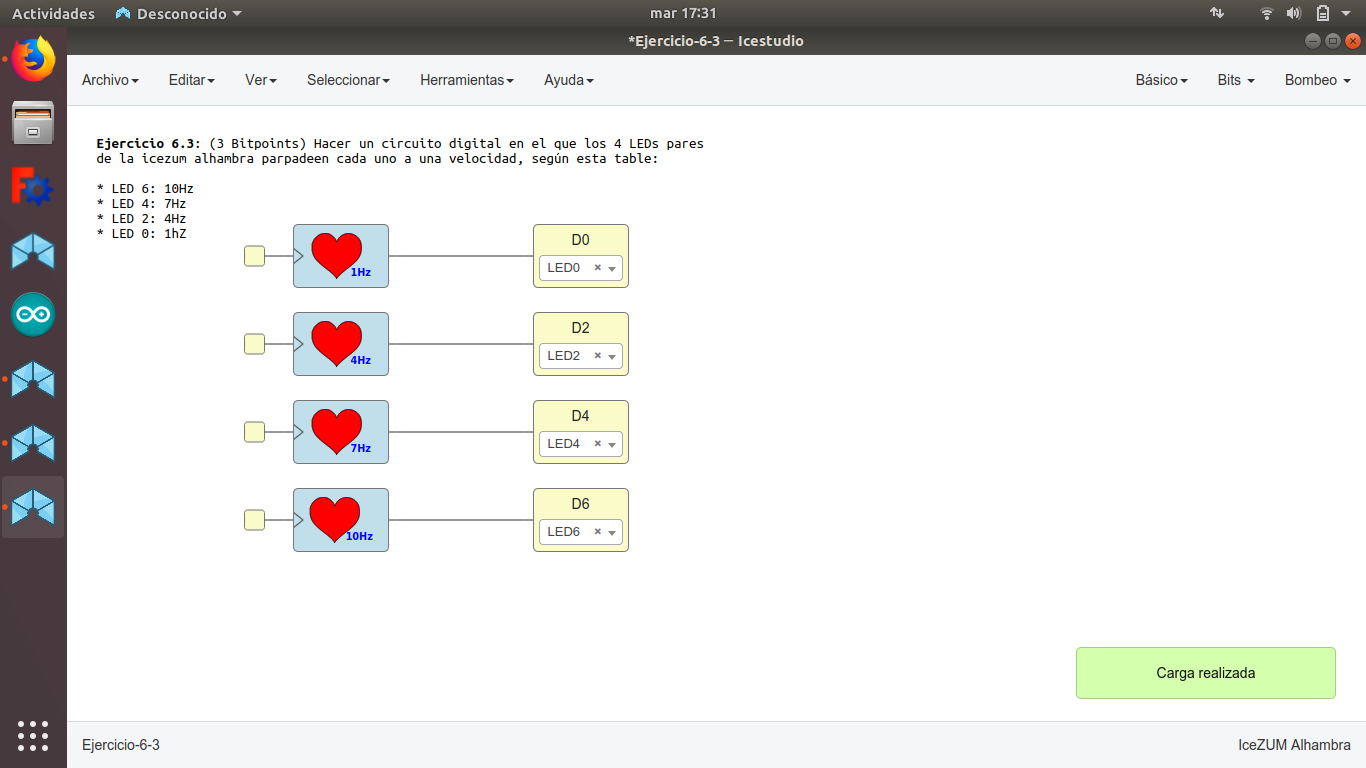 Actividades
Desconocido
mar 17:31
*Ejercicio-6-3 – Icestudio
Archivo
Editar
Ver
Seleccionar
Herramientas
Ayuda
Básico
Bits
Bombeo
Ejercicio 6.3: (3 Bitpoints) Hacer un circuito digital en el que los 4 LEDs pares
de la icezum alhambra parpadeen cada uno a una velocidad, según esta table:
* LED 6: 10Hz
* LED 4: 7Hz
* LED 2: 4Hz
* LED 0: 1hZ
1Hz
D0
LED0
4Hz
D2
LED2
7Hz
D4
LED4
10Hz
D6
LED6
Carga realizada
Ejercicio-6-3
IceZUM Alhambra